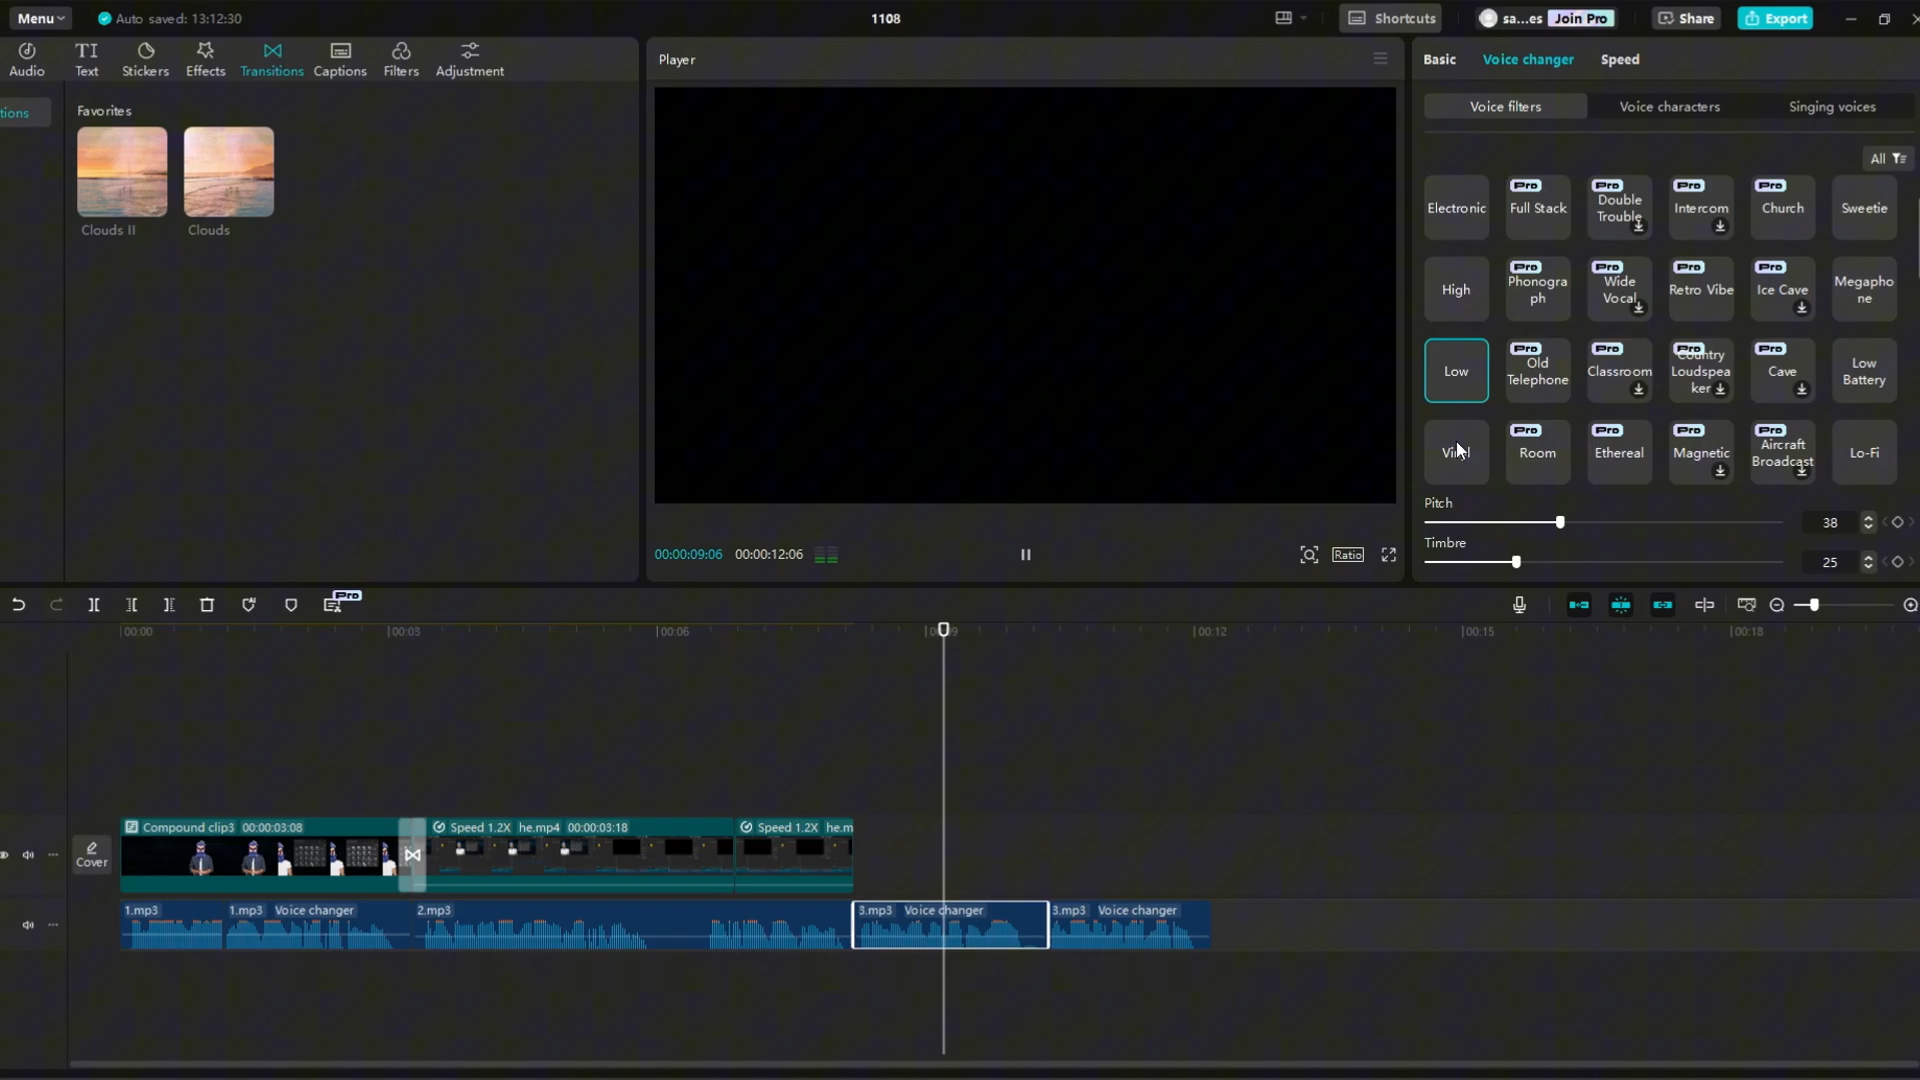 Menu
Auto saved: 13:12:30
1108
Shortcuts
sa...es
Join Pro
Share
Export
Audio
Text
Stickers
Effects
Transitions
Captions
Filters
Adjustment
Player
Basic
Voice changer
Speed
tions
Favorites
Clouds II
Clouds
Voice filters
Voice characters
Singing voices
All
Electronic
Pro
Full Stack
Pro
Double
Trouble
Pro
Intercom
Pro
Church
Sweetie
High
Pro
Phonogra
ph
Pro
Wide
Vocal
Pro
Retro Vibe
Pro
Ice Cave
Megapho
ne
Low
Pro
Old
Telephone
Pro
Classroom
Pro
Country
Loudspea
ker
Pro
Cave
Low
Battery
Pro
Room
Pro
Ethereal
Pro
Magnetic
Pro
Aircraft
Broadcast
Lo-Fi
Pitch
38
Timbre
25
00:00:09:06
00:00:12:06
Ratio
Pro
00:00
00:03
00:06
00:12
00:15
00:18
Cover
Compound clip3 00:00:03:08
Speed 1.2X he.mp4 00:00:03:18
Speed 1.2X he.m
1.mp3
1.mp3 Voice changer
2.mp3
3.mp3 Voice changer
3.mp3 Voice changer